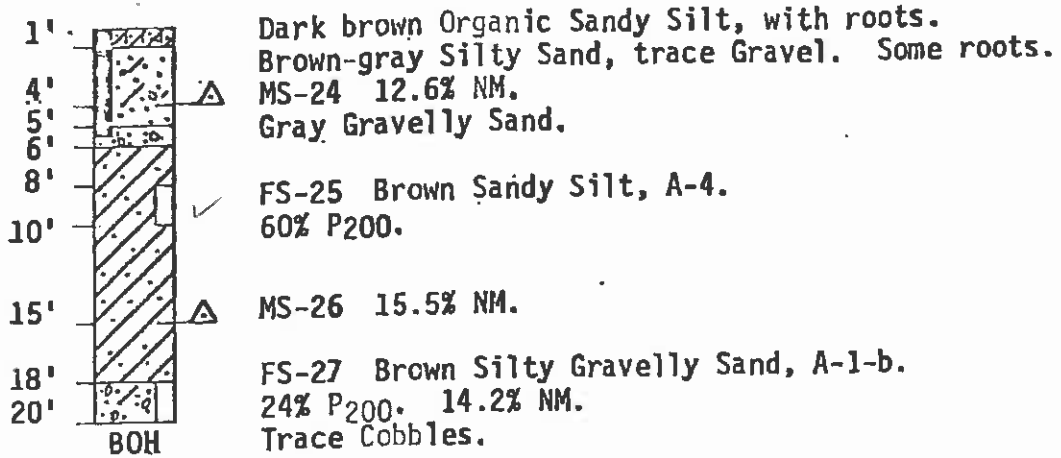 1' Dark brown Organic Sandy Silt, with roots.
Brown-gray Silty Sand, trace Gravel. Some roots.
4' MS-24 12.6% NM.
5' Gray Gravelly Sand.
6'
8' FS-25 Brown Sandy Silt, A-4.
10' 60% P200.
15' MS-26 15.5% NM.
18' FS-27 Brown Silty Gravelly Sand, A-1-b.
20' 24% P200. 14.2% NM.
BOH Trace Cobbles.